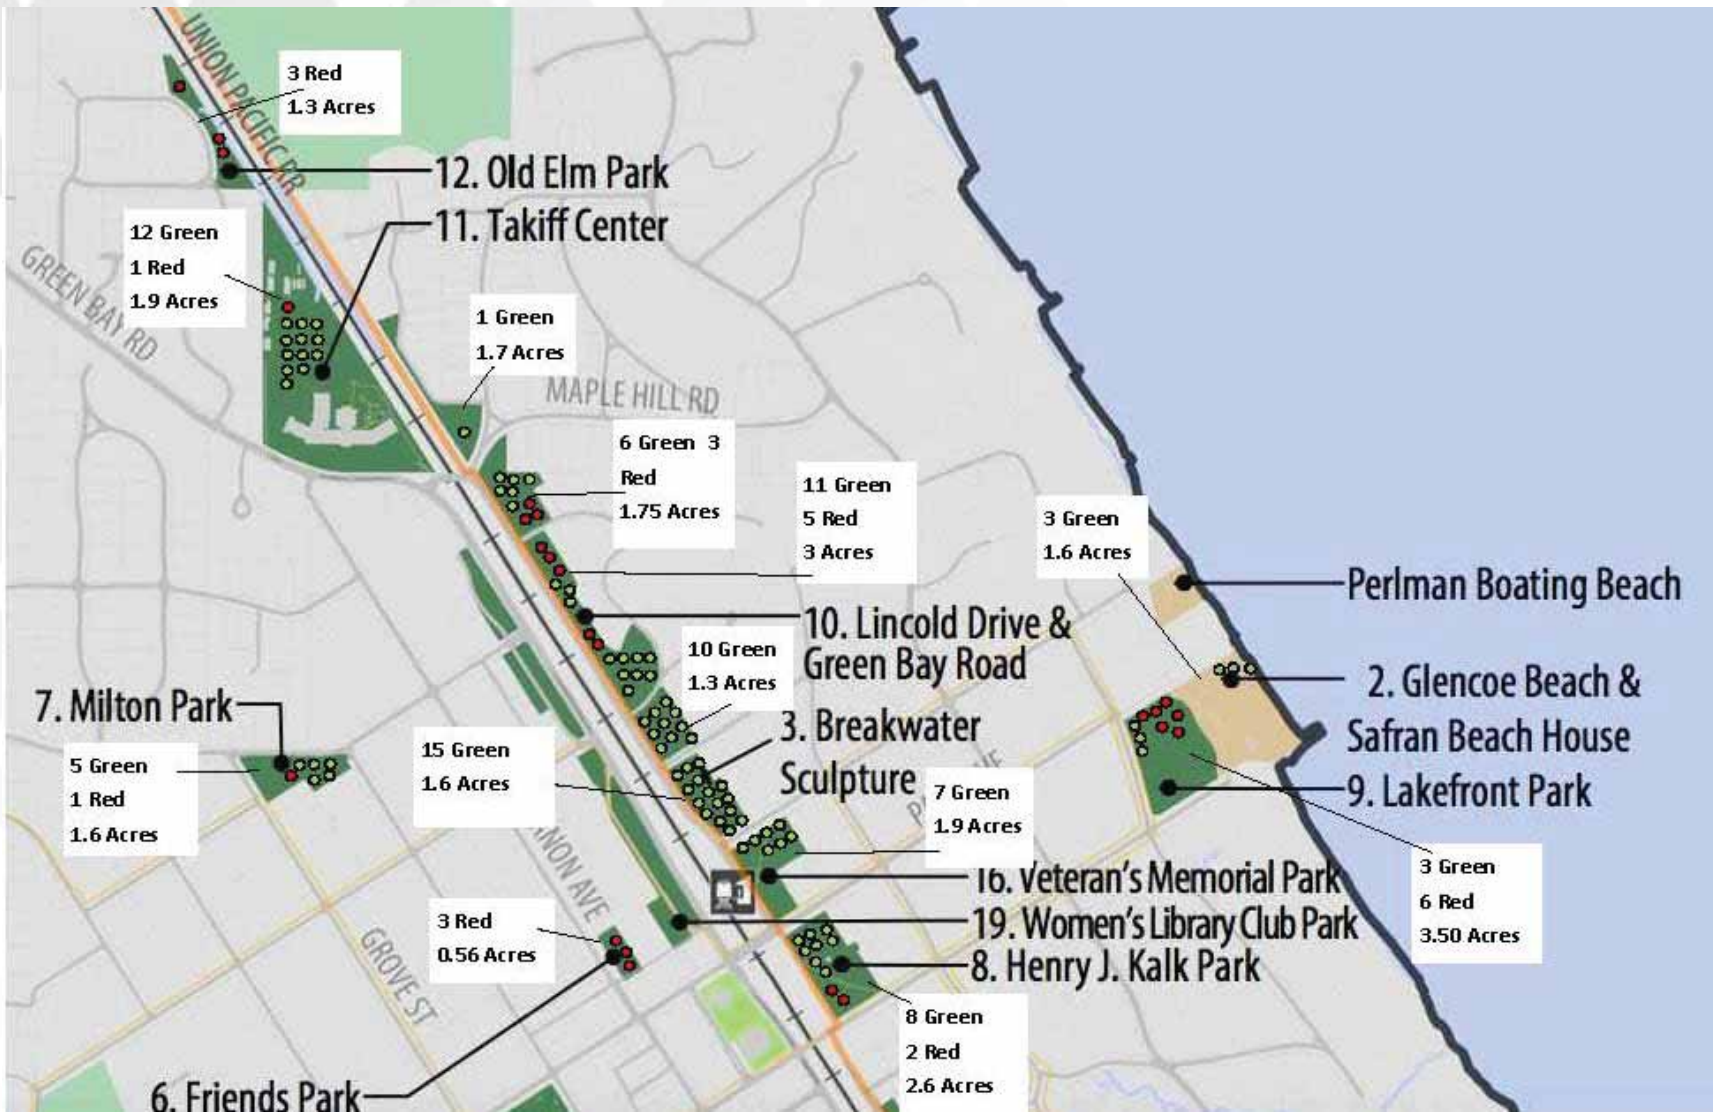 UNION PACIFIC RR
3 Red
1.3 Acres
12. Old Elm Park
11. Takiff Center
12 Green
1 Red
1.9 Acres
GREEN BAY RD
1 Green
1.7 Acres
MAPLE HILL RD
6 Green 3
Red
1.75 Acres
11 Green
5 Red
3 Acres
3 Green
1.6 Acres
Perlman Boating Beach
10. Lincold Drive &
Green Bay Road
10 Green
1.3 Acres
2. Glencoe Beach &
Safran Beach House
7. Milton Park
3. Breakwater
Sculpture
15 Green
1.6 Acres
5 Green
1 Red
1.6 Acres
7 Green
1.9 Acres
9. Lakefront Park
16. Veteran's Memorial Park
3 Green
6 Red
3.50 Acres
19. Women's Library Club Park
3 Red
0.56 Acres
8. Henry J. Kalk Park
GROVE ST
8 Green
2 Red
2.6 Acres
6. Friends Park